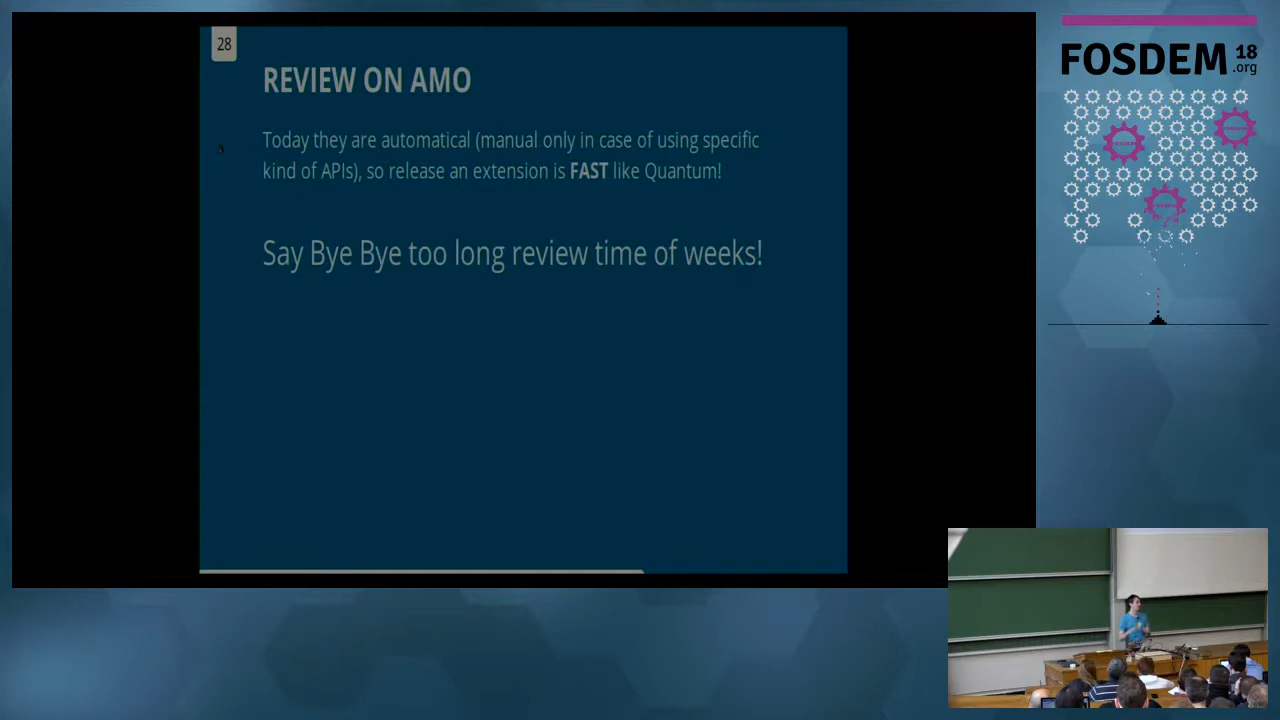 28
REVIEW ON AMO
Today they are automatical (manual only in case of using specific
kind of APIs), so release an extension is FAST like Quantum!
Say Bye Bye too long review time of weeks!
FOSDEM 18
.org